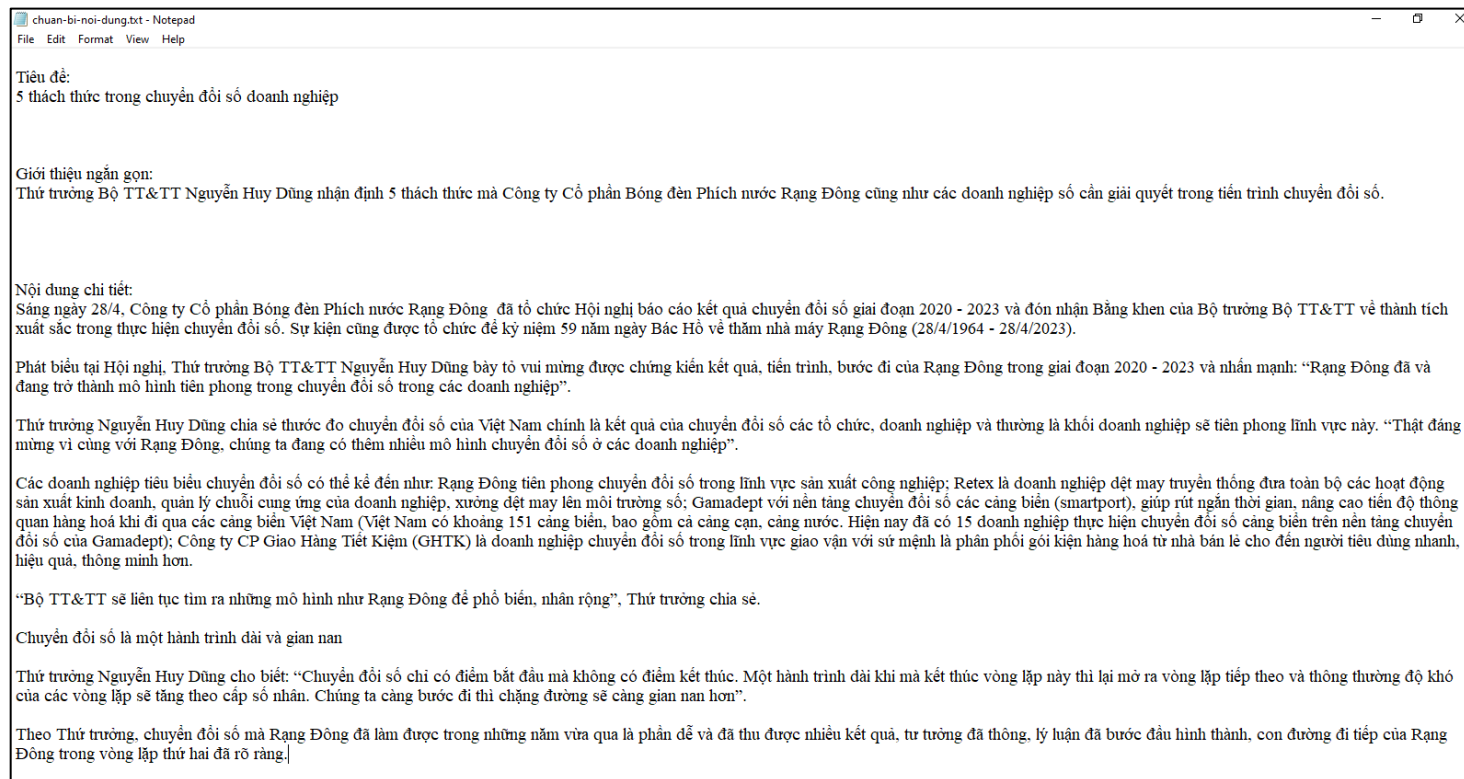 chuan-bi-noi-dung.txt - Notepad
File Edit Format View Help
Tiêu đề:
5 thách thức trong chuyển đổi số doanh nghiệp
Giới thiệu ngắn gọn:
Thứ trưởng Bộ TT&TT Nguyễn Huy Dũng nhận định 5 thách thức mà Công ty Cổ phần Bóng đèn Phích nước Rạng Đông cũng như các doanh nghiệp số cần giải quyết trong tiến trình chuyển đổi số.
Nội dung chi tiết:
Sáng ngày 28/4, Công ty Cổ phần Bóng đèn Phích nước Rạng Đông  đã tổ chức Hội nghị báo cáo kết quả chuyển đổi số giai đoạn 2020 - 2023 và đón nhận Bằng khen của Bộ trưởng Bộ TT&TT về thành tích
xuất sắc trong thực hiện chuyển đổi số. Sự kiện cũng được tổ chức để kỷ niệm 59 năm ngày Bác Hồ về thăm nhà máy Rạng Đông (28/4/1964 - 28/4/2023).
Phát biểu tại Hội nghị, Thứ trưởng Bộ TT&TT Nguyễn Huy Dũng bày tỏ vui mừng được chứng kiến kết quả, tiến trình, bước đi của Rạng Đông trong giai đoạn 2020 - 2023 và nhấn mạnh: “Rạng Đông đã và
đang trở thành mô hình tiên phong trong chuyển đổi số trong các doanh nghiệp”.
Thứ trưởng Nguyễn Huy Dũng chia sẻ thước đo chuyển đổi số của Việt Nam chính là kết quả của chuyển đổi số các tổ chức, doanh nghiệp và thường là khối doanh nghiệp sẽ tiên phong lĩnh vực này. “Thật đáng
mừng vì cùng với Rạng Đông, chúng ta đang có thêm nhiều mô hình chuyển đổi số ở các doanh nghiệp”.
Các doanh nghiệp tiêu biểu chuyển đổi số có thể kể đến như: Rạng Đông tiên phong chuyển đổi số trong lĩnh vực sản xuất công nghiệp; Retex là doanh nghiệp dệt may truyền thống đưa toàn bộ các hoạt động
sản xuất kinh doanh, quản lý chuỗi cung ứng của doanh nghiệp, xưởng dệt may lên môi trường số; Gamadept với nền tảng chuyển đổi số các cảng biển (smartport), giúp rút ngắn thời gian, nâng cao tiến độ thông
quan hàng hoá khi đi qua các cảng biển Việt Nam (Việt Nam có khoảng 151 cảng biển, bao gồm cả cảng cạn, cảng nước. Hiện nay đã có 15 doanh nghiệp thực hiện chuyển đổi số cảng biển trên nền tảng chuyển
đổi số của Gamadept); Công ty CP Giao Hàng Tiết Kiệm (GHTK) là doanh nghiệp chuyển đổi số trong lĩnh vực giao vận với sứ mệnh là phân phối gói kiện hàng hoá từ nhà bán lẻ cho đến người tiêu dùng nhanh,
hiệu quả, thông minh hơn.
“Bộ TT&TT sẽ liên tục tìm ra những mô hình như Rạng Đông để phổ biến, nhân rộng”, Thứ trưởng chia sẻ.
Chuyển đổi số là một hành trình dài và gian nan
Thứ trưởng Nguyễn Huy Dũng cho biết: “Chuyển đổi số chỉ có điểm bắt đầu mà không có điểm kết thúc. Một hành trình dài khi mà kết thúc vòng lặp này thì lại mở ra vòng lặp tiếp theo và thông thường độ khó
của các vòng lặp sẽ tăng theo cấp số nhân. Chúng ta càng bước đi thì chặng đường sẽ càng gian nan hơn”.
Theo Thứ trưởng, chuyển đổi số mà Rạng Đông đã làm được trong những năm vừa qua là phần dễ và đã thu được nhiều kết quả, tư tưởng đã thông, lý luận đã bước đầu hình thành, con đường đi tiếp của Rạng
Đông trong vòng lặp thứ hai đã rõ ràng.